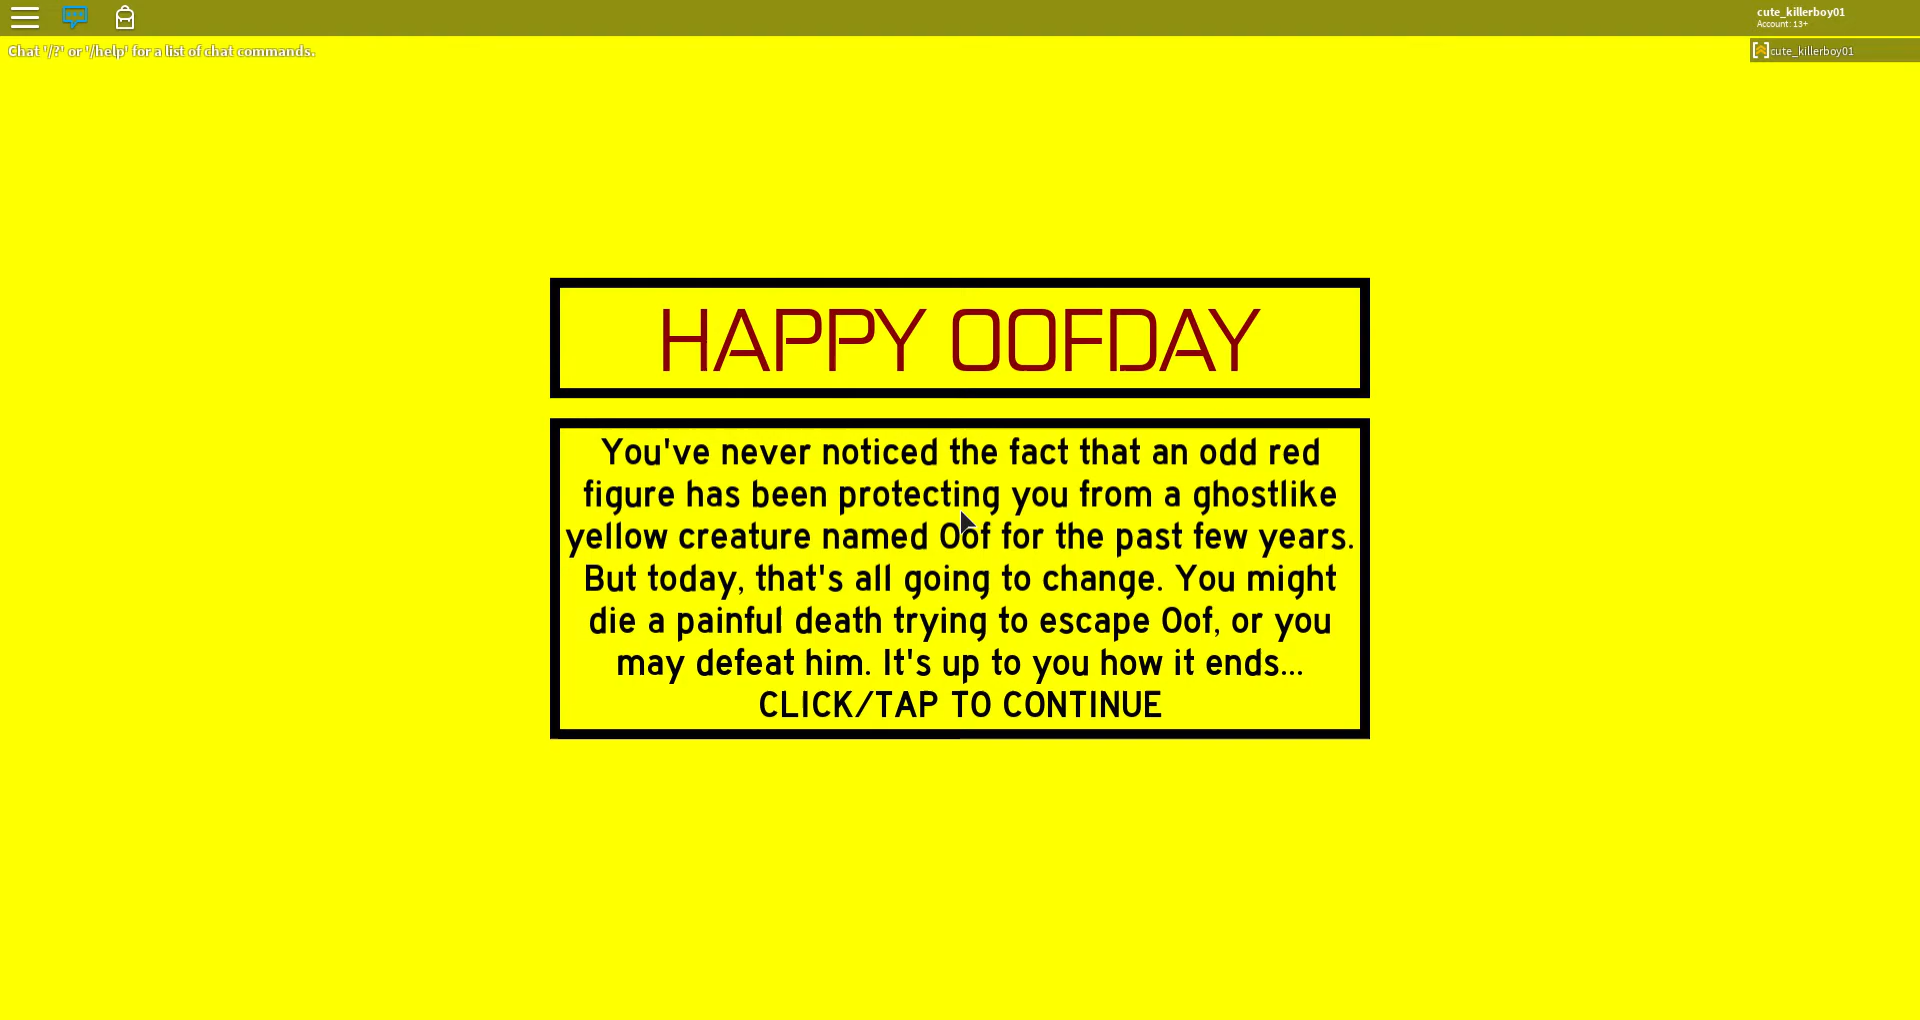 cute_killerboy01
Account: 13+
Chat '/?' or '/help' for a list of chat commands.
cute_killerboy01
HAPPY OOFDAY
You've never noticed the fact that an odd red
figure has been protecting you from a ghostlike
yellow creature named Oof for the past few years.
But today, that's all going to change. You might
die a painful death trying to escape Oof, or you
may defeat him. It's up to you how it ends...
CLICK/TAP TO CONTINUE